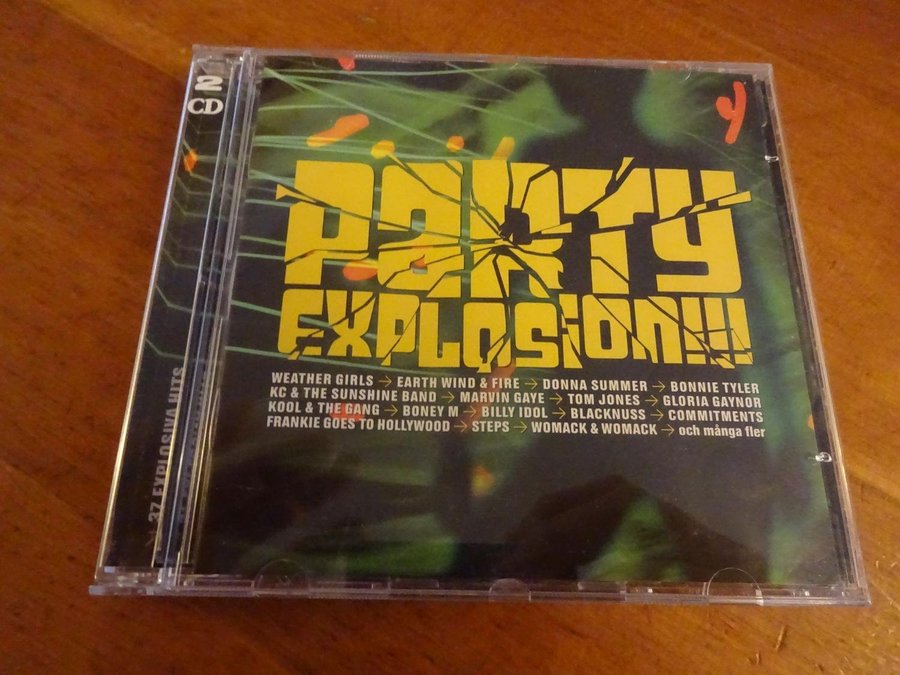 2
CD
PaRTY
EXPLOSiON!!!
WEATHER GIRLS → EARTH WIND & FIRE → DONNA SUMMER → BONNIE TYLER
KC & THE SUNSHINE BAND → MARVIN GAYE → TOM JONES → GLORIA GAYNOR
KOOL & THE GANG → BONEY M → BILLY IDOL → BLACKNUSS → COMMITMENTS
FRANKIE GOES TO HOLLYWOOD → STEPS → WOMACK & WOMACK → och många fler
→ 37 EXPLOSIVA HITS